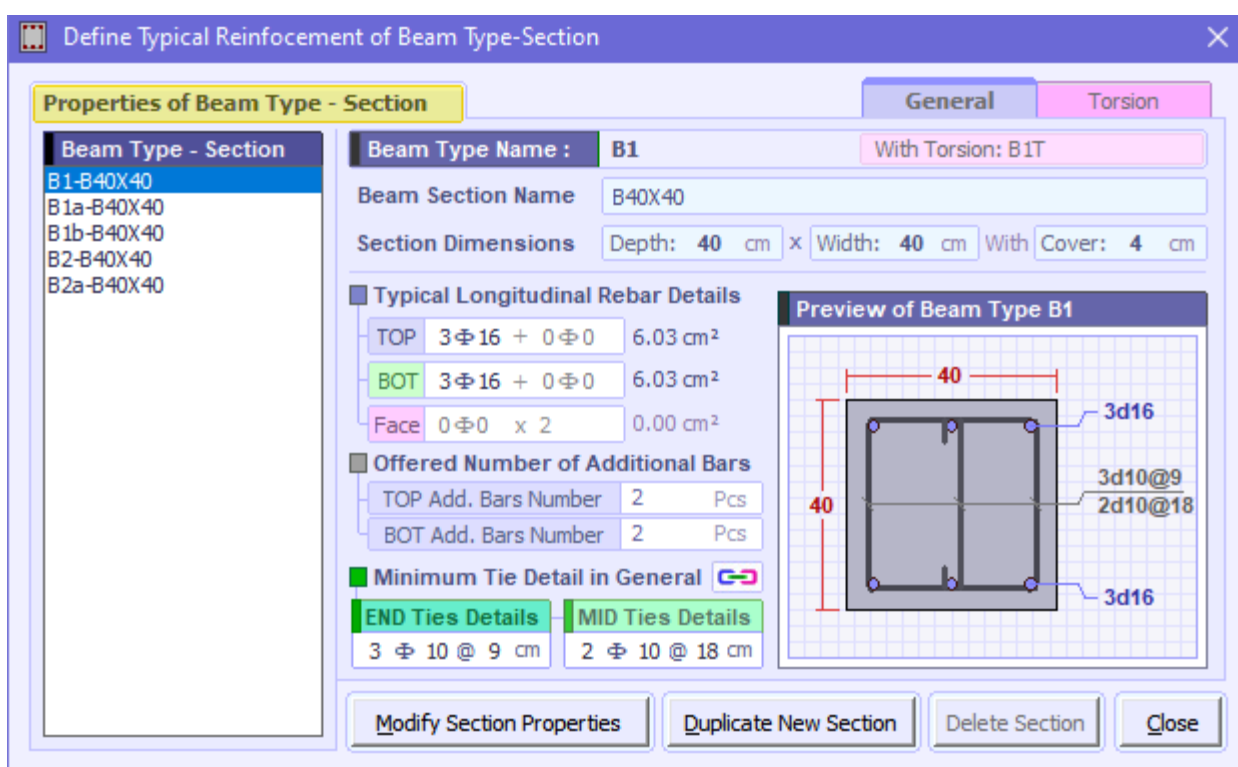 Define Typical Reinfocement of Beam Type-Section
Properties of Beam Type - Section
General
Torsion
Beam Type - Section
B1-B40X40
B1a-B40X40
B1b-B40X40
B2-B40X40
B2a-B40X40
Beam Type Name : B1 With Torsion: B1T
Beam Section Name B40X40
Section Dimensions Depth: 40 cm x Width: 40 cm With Cover: 4 cm
Typical Longitudinal Rebar Details
TOP 3Φ16 + 0Φ0 6.03 cm²
BOT 3Φ16 + 0Φ0 6.03 cm²
Face 0Φ0 x 2 0.00 cm²
Offered Number of Additional Bars
TOP Add. Bars Number 2 Pcs
BOT Add. Bars Number 2 Pcs
Minimum Tie Detail in General
END Ties Details MID Ties Details
3 Φ 10 @ 9 cm 2 Φ 10 @ 18 cm
Preview of Beam Type B1
40
3d16
40
3d10@9
2d10@18
3d16
Modify Section Properties Duplicate New Section Delete Section Close